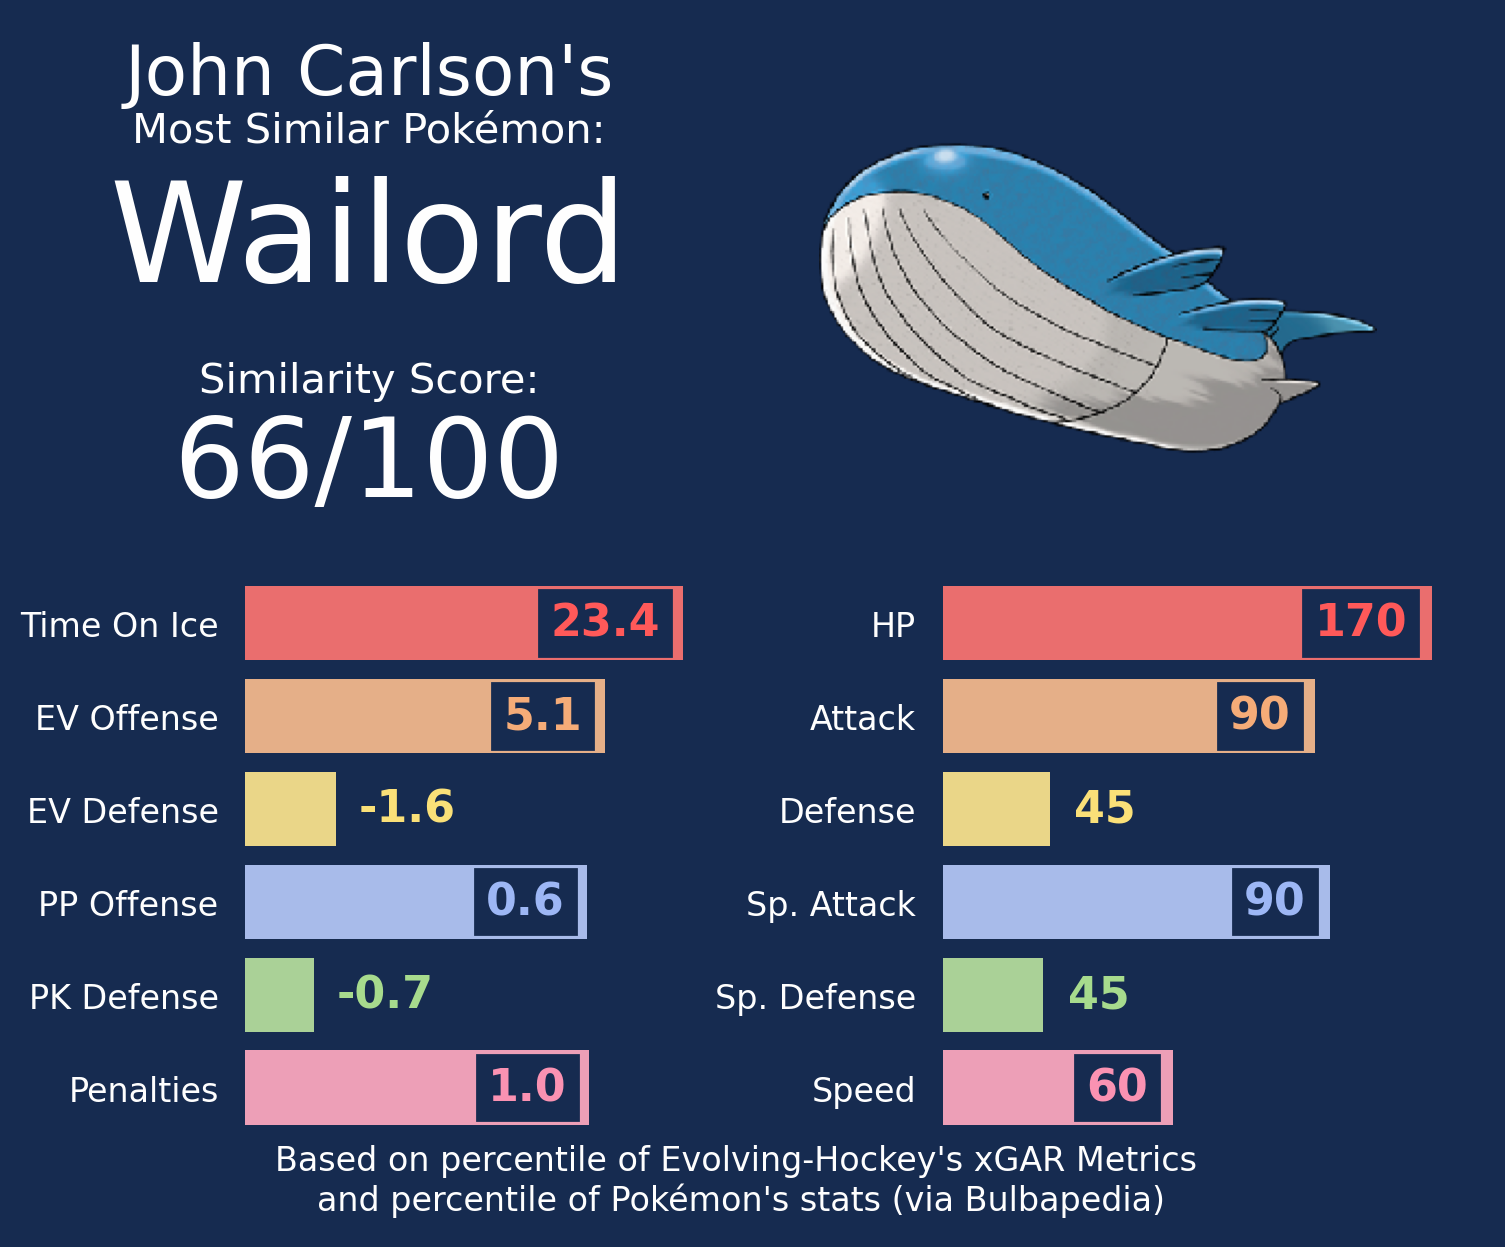 John Carlson's
Most Similar Pokémon:
Wailord
Similarity Score:
66/100
Time On Ice 23.4
EV Offense 5.1
EV Defense -1.6
PP Offense 0.6
PK Defense -0.7
Penalties 1.0
HP 170
Attack 90
Defense 45
Sp. Attack 90
Sp. Defense 45
Speed 60
Based on percentile of Evolving-Hockey's xGAR Metrics
and percentile of Pokémon's stats (via Bulbapedia)